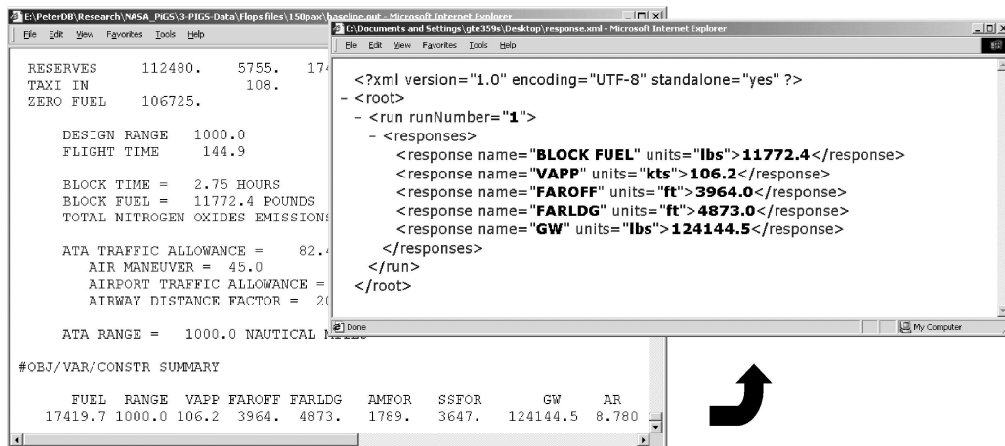 E:\PeterDB\Research\NASA_PiGS\3-PIGS-Data\Flopsfiles\150pax\baseline.out - Microsoft Internet Explorer
File Edit View Favorites Tools Help
RESERVES 112480. 5755. 174
TAXI IN 108.
ZERO FUEL 106725.
DESIGN RANGE 1000.0
FLIGHT TIME 144.9
BLOCK TIME = 2.75 HOURS
BLOCK FUEL = 11772.4 POUNDS
TOTAL NITROGEN OXIDES EMISSIONS
ATA TRAFFIC ALLOWANCE = 82.4
AIR MANEUVER = 45.0
AIRPORT TRAFFIC ALLOWANCE =
AIRWAY DISTANCE FACTOR = 20
ATA RANGE = 1000.0 NAUTICAL MILES
#OBJ/VAR/CONSTR SUMMARY
FUEL RANGE VAPP FAROFF FARLDG AMFOR SSFOR GW AR
17419.7 1000.0 106.2 3964. 4873. 1789. 3647. 124144.5 8.780
C:\Documents and Settings\gte359s\Desktop\response.xml - Microsoft Internet Explorer
File Edit View Favorites Tools Help
<?xml version="1.0" encoding="UTF-8" standalone="yes" ?>
- <root>
- <run runNumber="1">
- <responses>
<response name="BLOCK FUEL" units="lbs">11772.4</response>
<response name="VAPP" units="kts">106.2</response>
<response name="FAROFF" units="ft">3964.0</response>
<response name="FARLDG" units="ft">4873.0</response>
<response name="GW" units="lbs">124144.5</response>
</responses>
</run>
</root>
Done
My Computer